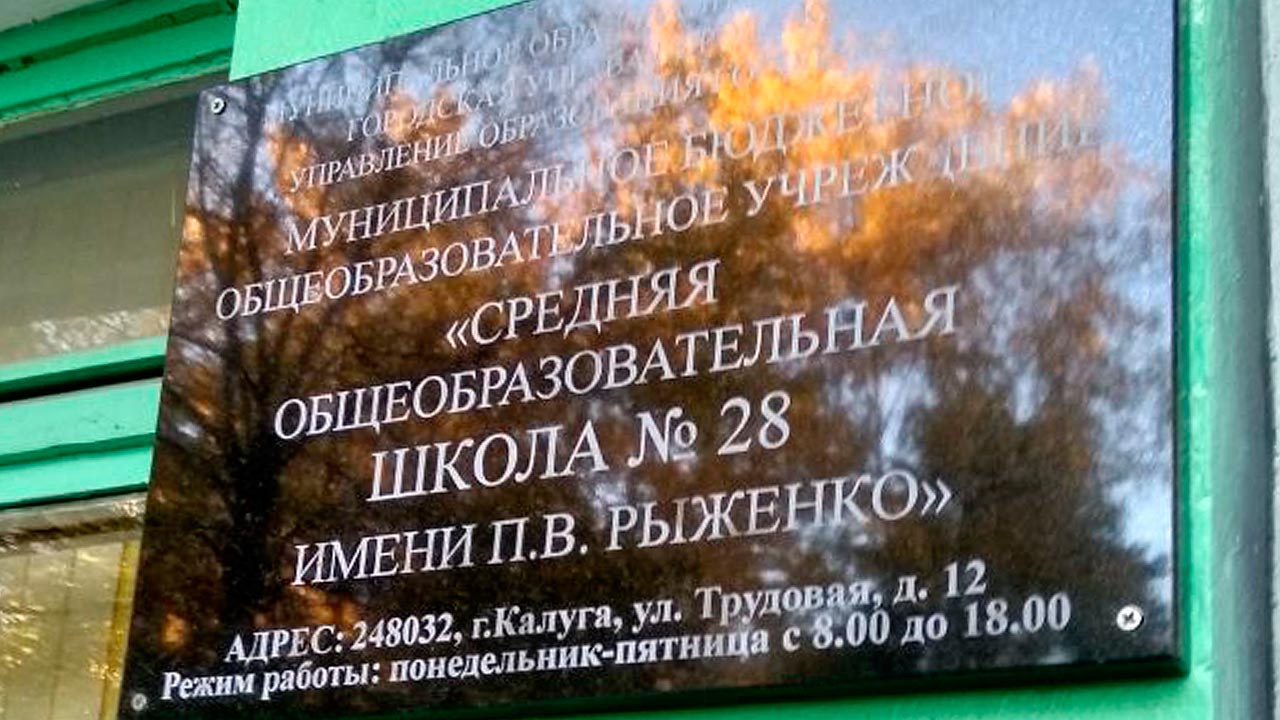 МУНИЦИПАЛЬНОЕ
ГОРОДСКАЯ
УПРАВЛЕНИЕ ОБРАЗОВАНИЯ
МУНИЦИПАЛЬНОЕ БЮДЖЕТНОЕ
ОБЩЕОБРАЗОВАТЕЛЬНОЕ УЧРЕЖДЕНИЕ
«СРЕДНЯЯ
ОБЩЕОБРАЗОВАТЕЛЬНАЯ
ШКОЛА № 28
ИМЕНИ П.В. РЫЖЕНКО»
АДРЕС: 248032, г.Калуга, ул. Трудовая, д. 12
Режим работы: понедельник-пятница с 8.00 до 18.00